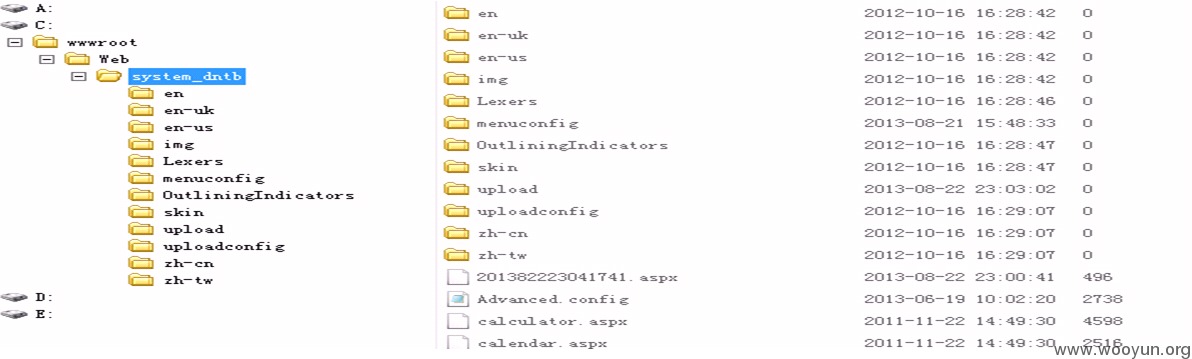 A:
C:
wwwroot
Web
system_dntb
en
en-uk
en-us
img
Lexers
menuconfig
OutliningIndicators
skin
upload
uploadconfig
zh-cn
zh-tw
D:
E:
en 2012-10-16 16:28:42 0
en-uk 2012-10-16 16:28:42 0
en-us 2012-10-16 16:28:42 0
img 2012-10-16 16:28:42 0
Lexers 2012-10-16 16:28:46 0
menuconfig 2013-08-21 15:48:33 0
OutliningIndicators 2012-10-16 16:28:47 0
skin 2012-10-16 16:28:47 0
upload 2013-08-22 23:03:02 0
uploadconfig 2012-10-16 16:29:07 0
zh-cn 2012-10-16 16:29:07 0
zh-tw 2012-10-16 16:29:07 0
201382223041741.aspx 2013-08-22 23:00:41 496
Advanced.config 2013-06-19 10:02:20 2738
calculator.aspx 2011-11-22 14:49:30 4598
calendar.aspx 2011-11-22 14:49:30 2516
www.wooyun.org